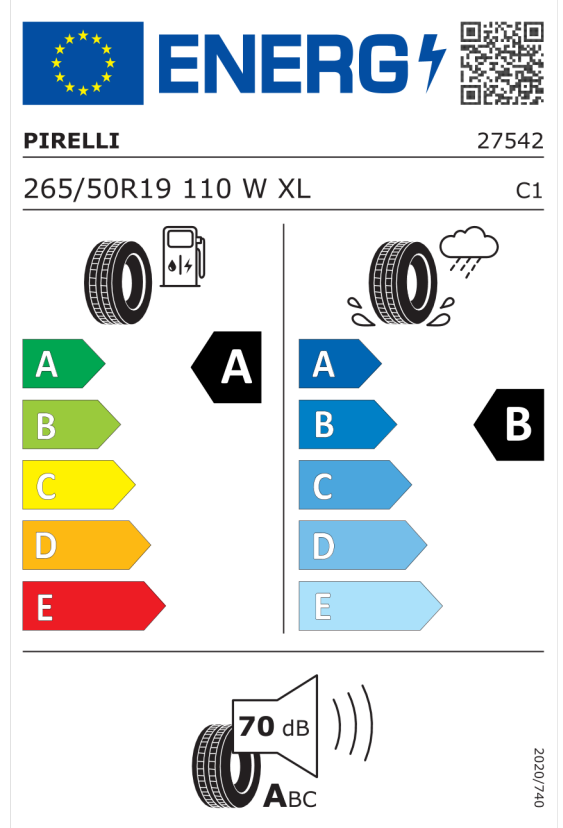 ENERG
PIRELLI 27542
265/50R19 110 W XL C1
A A A
B B B
C C
D D
E E
70 dB
ABC
2020/740